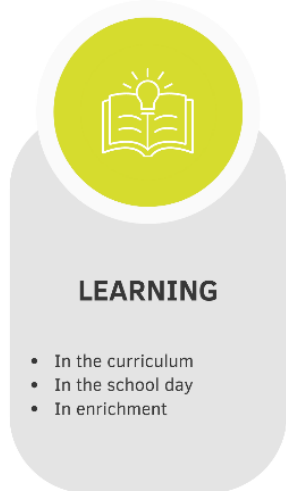 LEARNING
• In the curriculum
• In the school day
• In enrichment